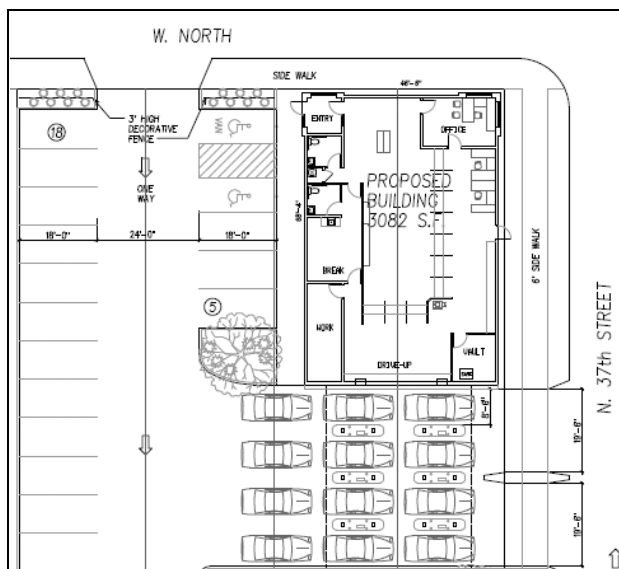 W. NORTH
SIDE WALK
46'-8"
3' HIGH
DECORATIVE
FENCE
18
VAN
ENTRY
OFFICE
ONE
WAY
PROPOSED
BUILDING
3082 S.F.
68'-4"
18'-0"
24'-0"
18'-0"
BREAK
6' SIDE WALK
5
WORK
VAULT
DRIVE-UP
N. 37th STREET
19'-6"
19'-6"